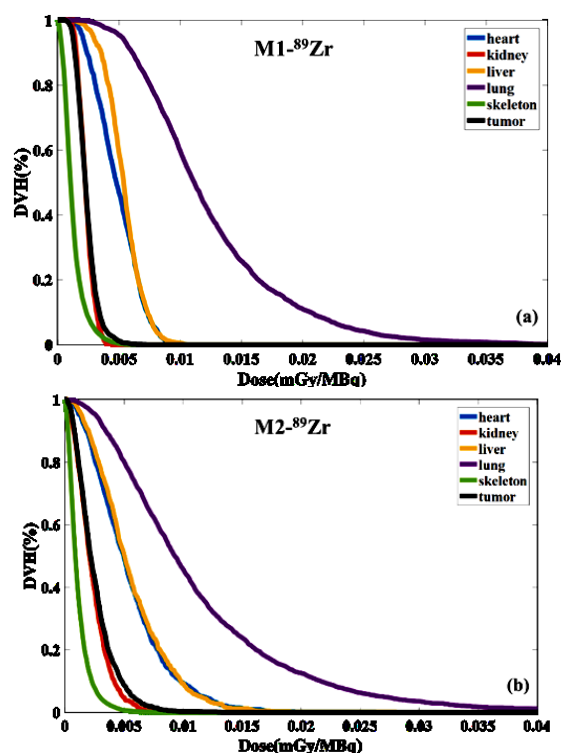 M1-⁸⁹Zr
heart
kidney
liver
lung
skeleton
tumor
DVH(%)
1
0.8
0.6
0.4
0.2
0
(a)
0 0.005 0.01 0.015 0.02 0.025 0.03 0.035 0.04
Dose(mGy/MBq)
M2-⁸⁹Zr
heart
kidney
liver
lung
skeleton
tumor
DVH(%)
1
0.8
0.6
0.4
0.2
0
(b)
0 0.005 0.01 0.015 0.02 0.025 0.03 0.035 0.04
Dose(mGy/MBq)